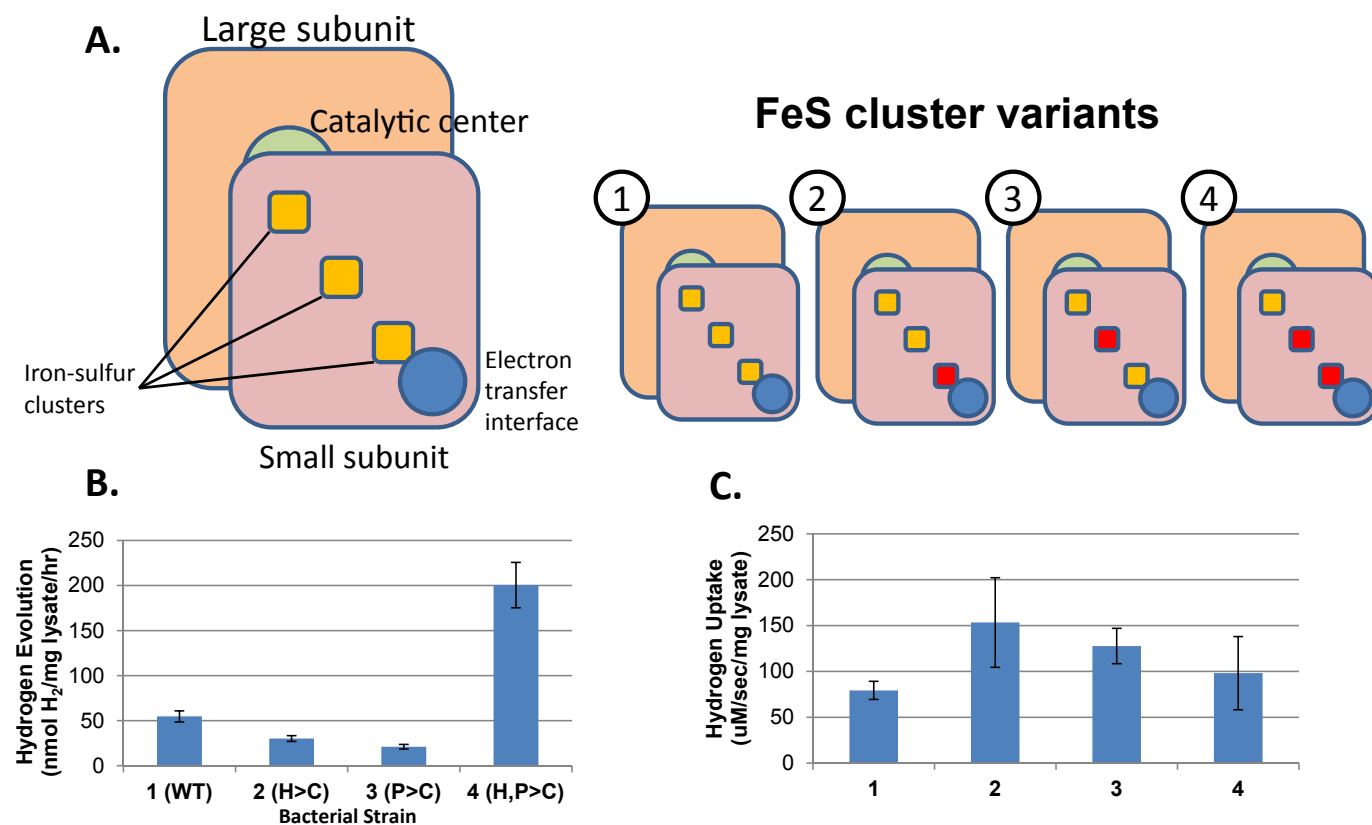 A.
Large subunit
Catalytic center
Iron-sulfur
clusters
Electron
transfer
interface
Small subunit
FeS cluster variants
1
2
3
4
B.
Hydrogen Evolution
(nmol H₂/mg lysate/hr)
250
200
150
100
50
0
1 (WT)
2 (H>C)
3 (P>C)
4 (H,P>C)
Bacterial Strain
C.
Hydrogen Uptake
(uM/sec/mg lysate)
250
200
150
100
50
0
1
2
3
4